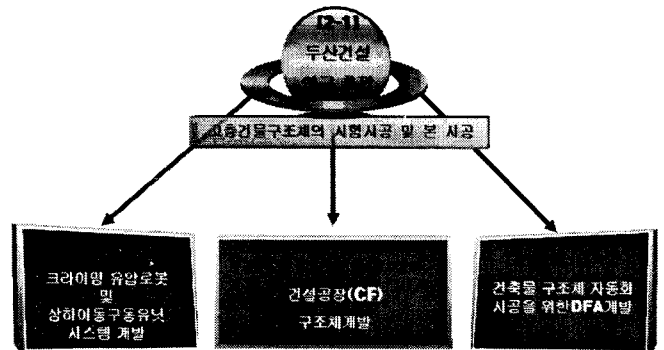 [2-1]
두산건설
고층건물구조체의 시험시공 및 본 시공
크라이밍 유압로봇
및
상하이동구동유닛
시스템 개발
건설공장(CF)
구조체개발
건축물 구조체 자동화
시공을 위한DFA개발